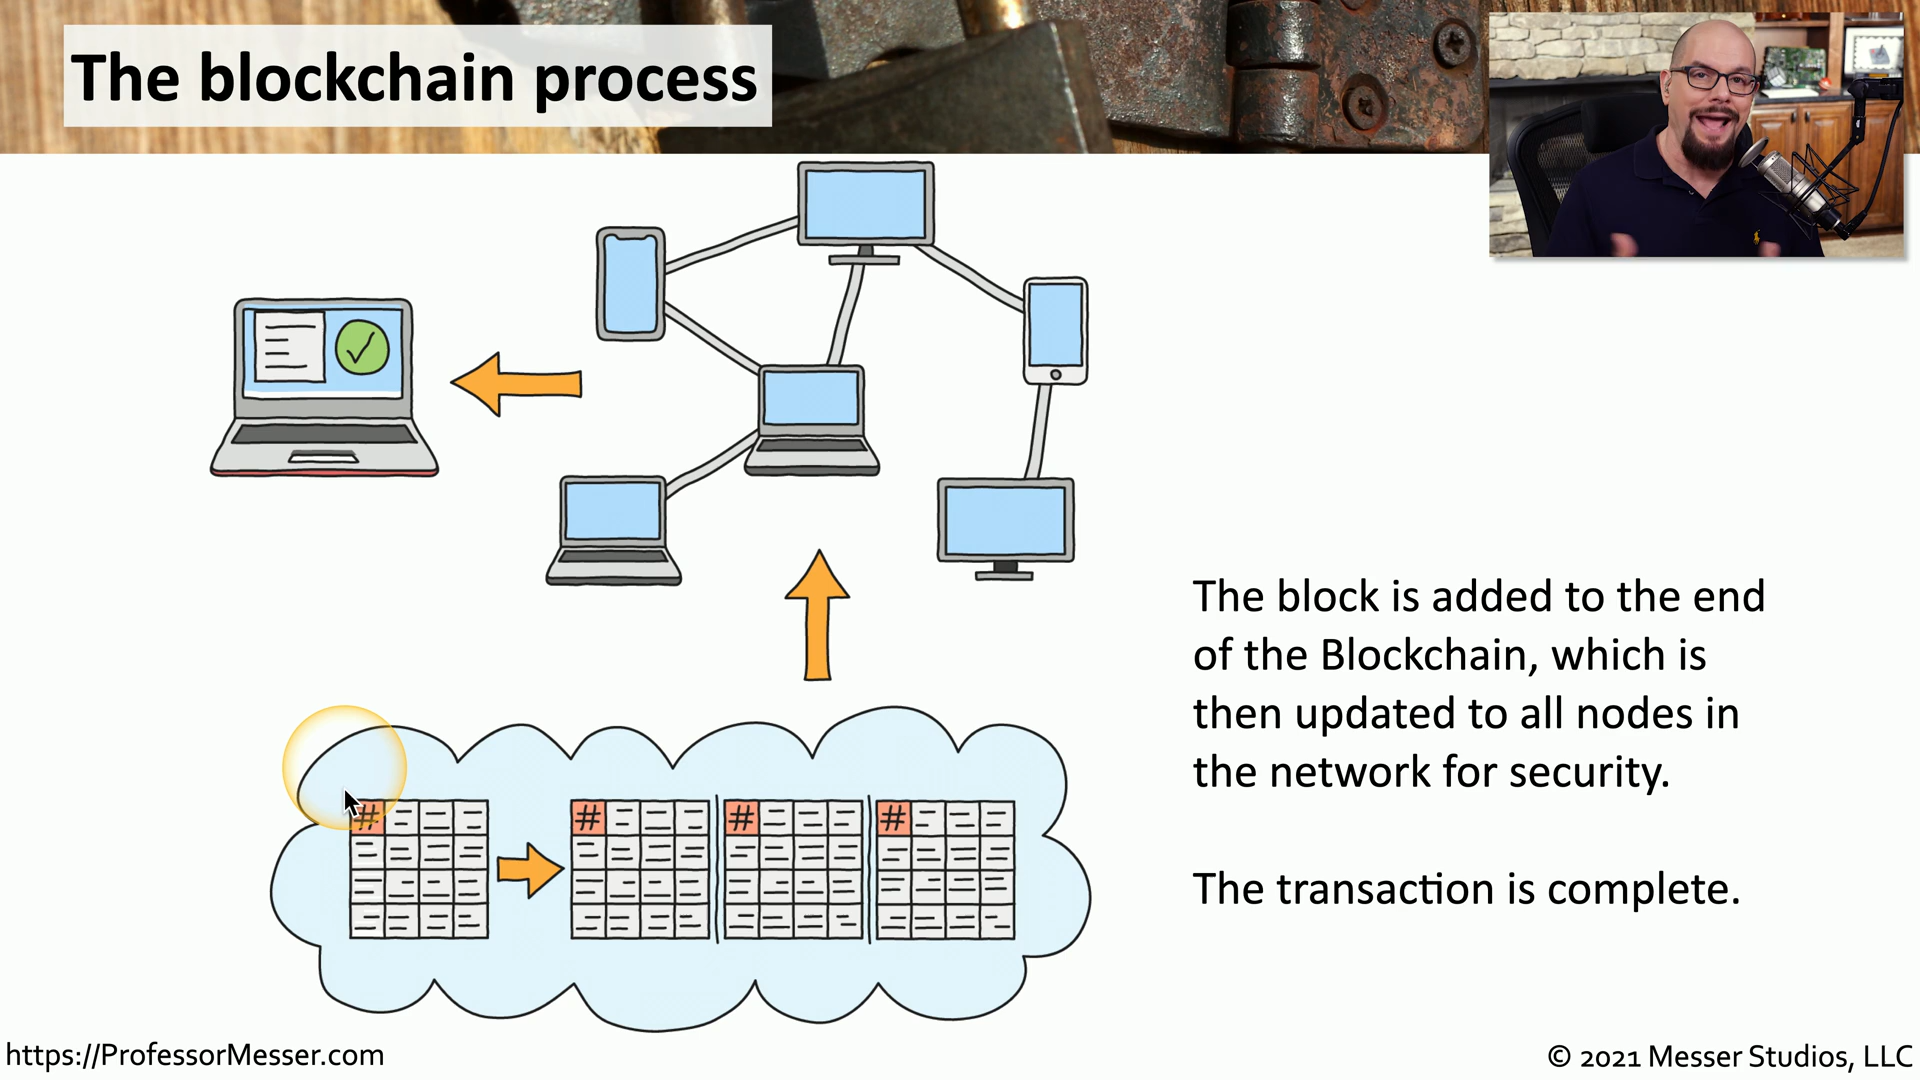 The blockchain process
# # # #
The block is added to the end
of the Blockchain, which is
then updated to all nodes in
the network for security.
The transaction is complete.
https://ProfessorMesser.com
© 2021 Messer Studios, LLC